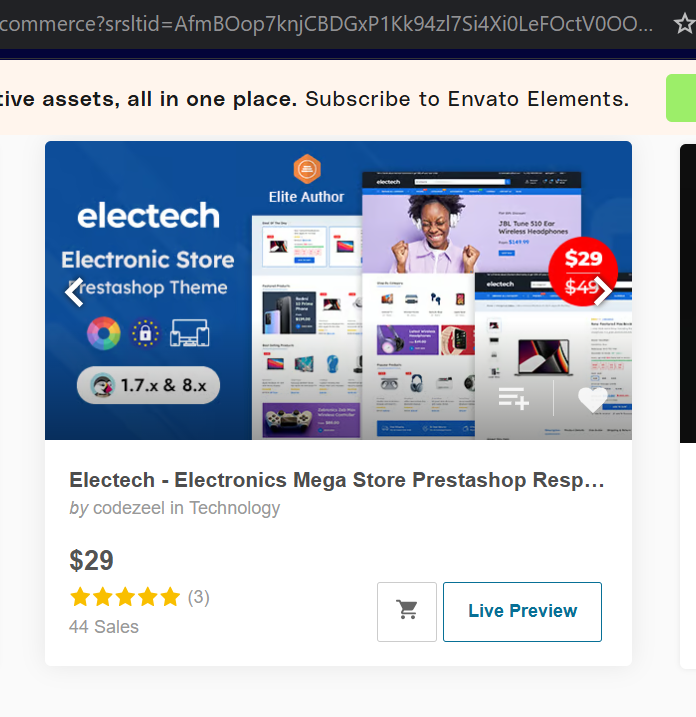 commerce?srsltid=AfmBOop7knjCBDGxP1Kk94zl7Si4Xi0LeFOctV0OO...
tive assets, all in one place. Subscribe to Envato Elements.
Elite Author
electech
Electronic Store
Prestashop Theme
1.7.x & 8.x
electech
JBL Tune 510 Ear
Wireless Headphones
$149.99
$29
$49
electech
Electech - Electronics Mega Store Prestashop Resp...
by codezeel in Technology
$29
(3)
44 Sales
Live Preview